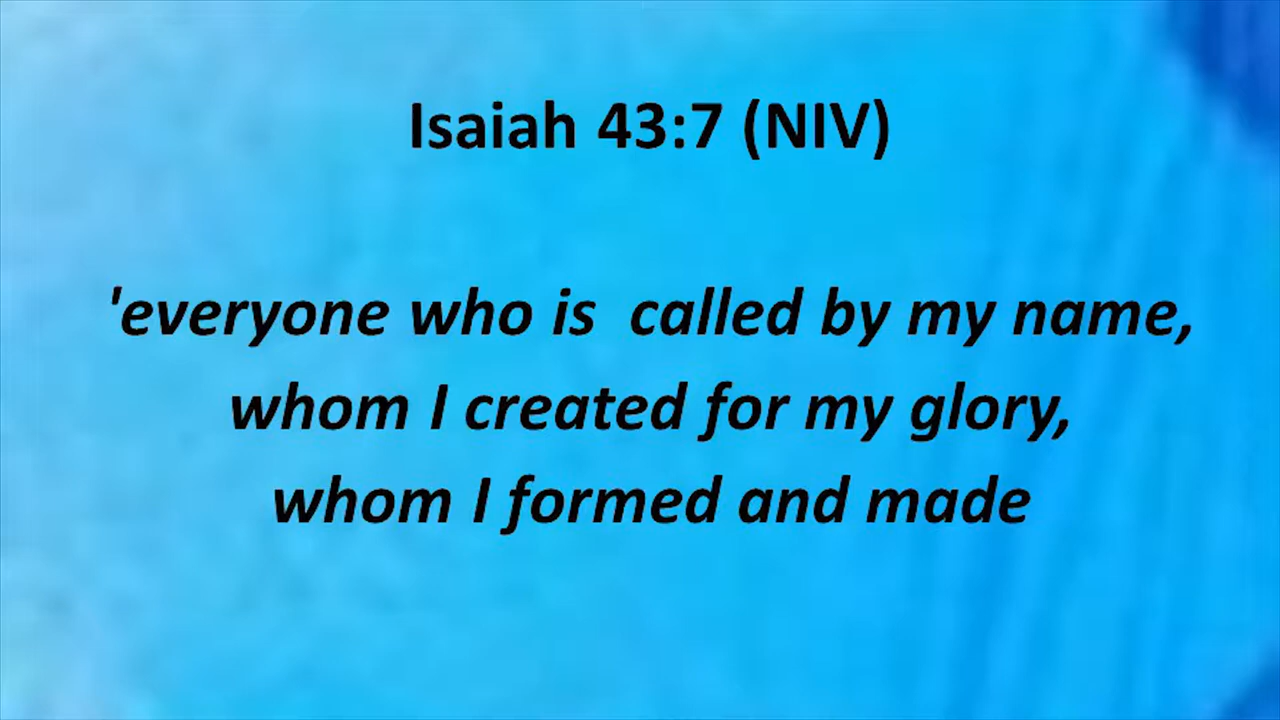 Isaiah 43:7 (NIV)
'everyone who is  called by my name,
whom I created for my glory,
whom I formed and made